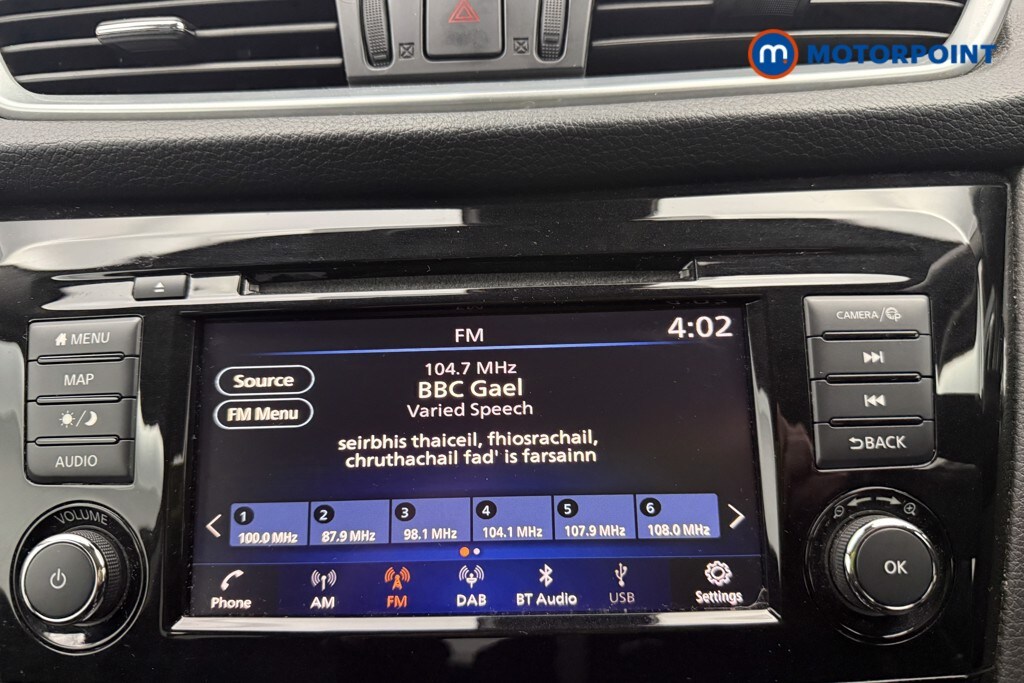 m. MOTORPOINT
MENU
MAP
AUDIO
VOLUME
FM
4:02
Source
FM Menu
104.7 MHz
BBC Gael
Varied Speech
seirbhis thaiceil, fhiosrachail,
chruthachail fad' is farsainn
1 2 3 4 5 6
100.0 MHz 87.9 MHz 98.1 MHz 104.1 MHz 107.9 MHz 108.0 MHz
Phone AM FM DAB BT Audio USB Settings
CAMERA/
BACK
OK